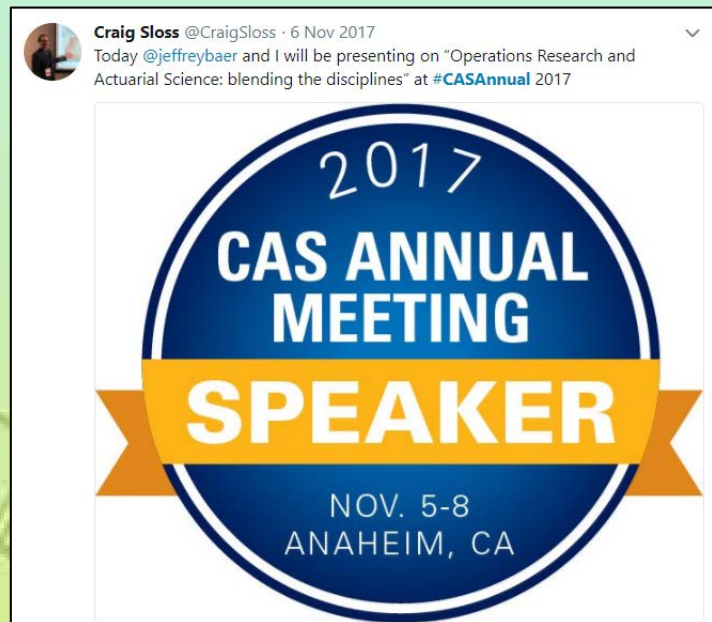 Craig Sloss @CraigSloss · 6 Nov 2017
Today @jeffreybaer and I will be presenting on “Operations Research and
Actuarial Science: blending the disciplines” at #CASAnnual 2017
2017
CAS ANNUAL
MEETING
SPEAKER
NOV. 5-8
ANAHEIM, CA